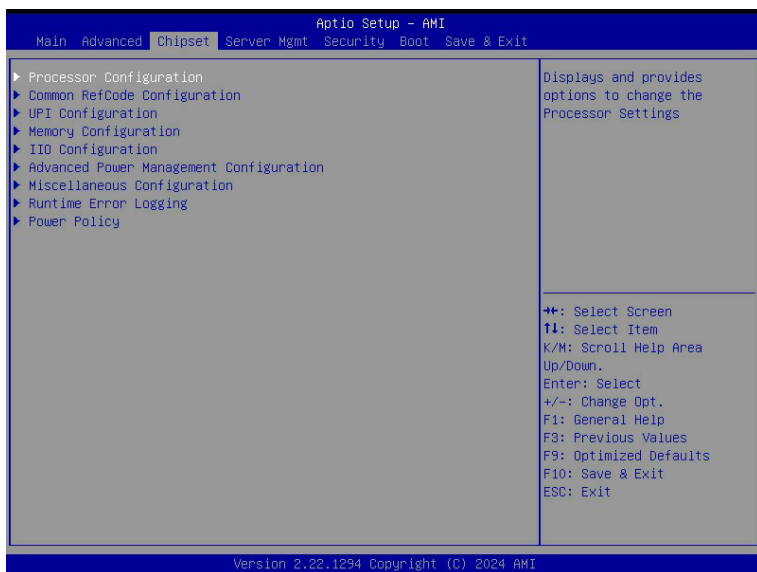 Aptio Setup – AMI
Main Advanced Chipset Server Mgmt Security Boot Save & Exit
Processor Configuration
Common RefCode Configuration
UPI Configuration
Memory Configuration
IIO Configuration
Advanced Power Management Configuration
Miscellaneous Configuration
Runtime Error Logging
Power Policy
Displays and provides
options to change the
Processor Settings
→←: Select Screen
↑↓: Select Item
K/M: Scroll Help Area
Up/Down.
Enter: Select
+/-: Change Opt.
F1: General Help
F3: Previous Values
F9: Optimized Defaults
F10: Save & Exit
ESC: Exit
Version 2.22.1294 Copyright (C) 2024 AMI